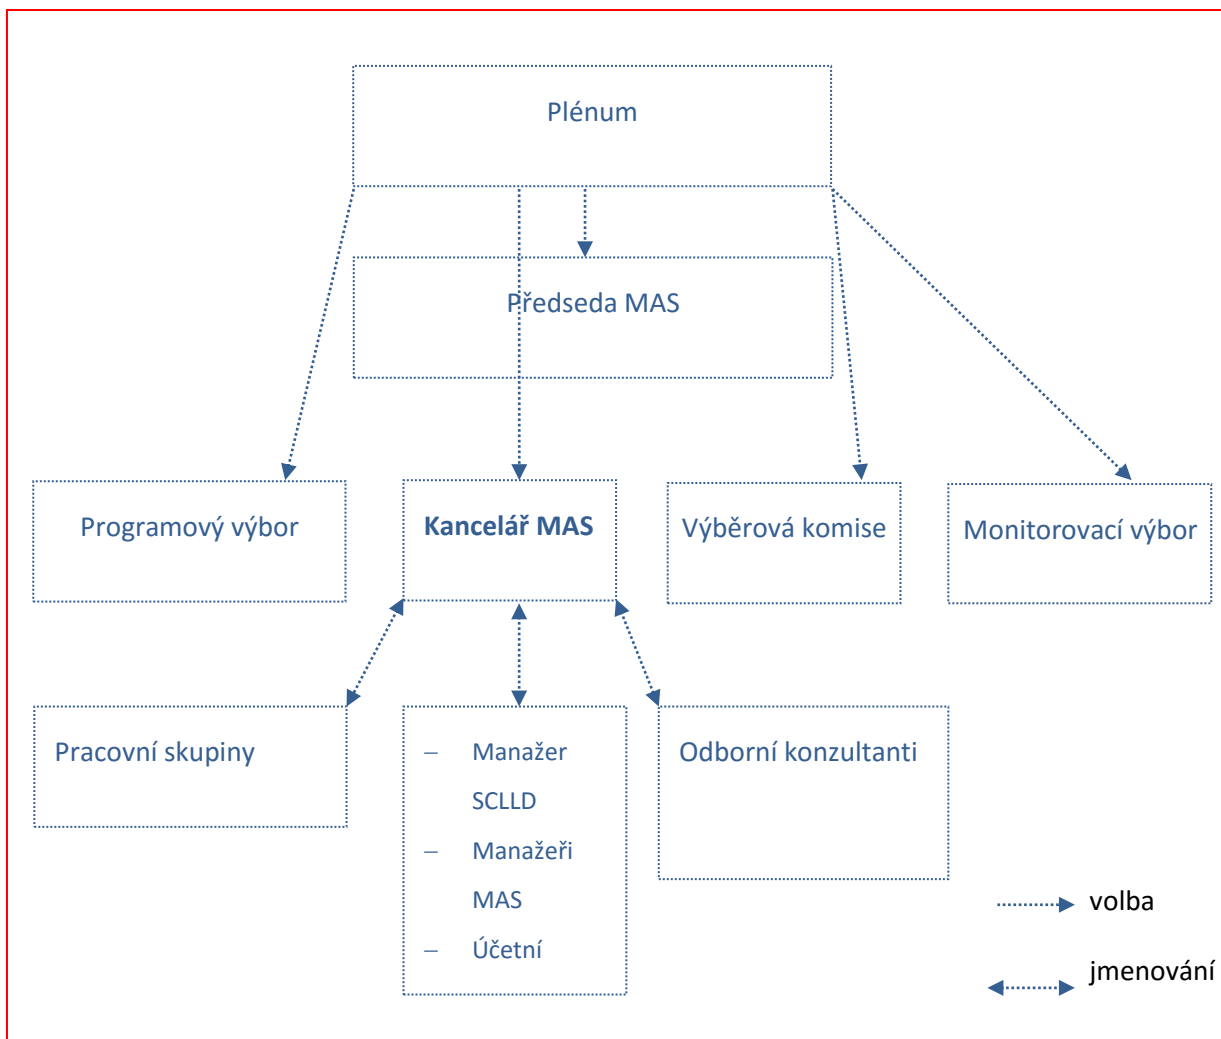 Plénum
Předseda MAS
Programový výbor
Kancelář MAS
Výběrová komise
Monitorovací výbor
Pracovní skupiny
– Manažer
SCLLD
– Manažeři
MAS
– Účetní
Odborní konzultanti
volba
jmenování